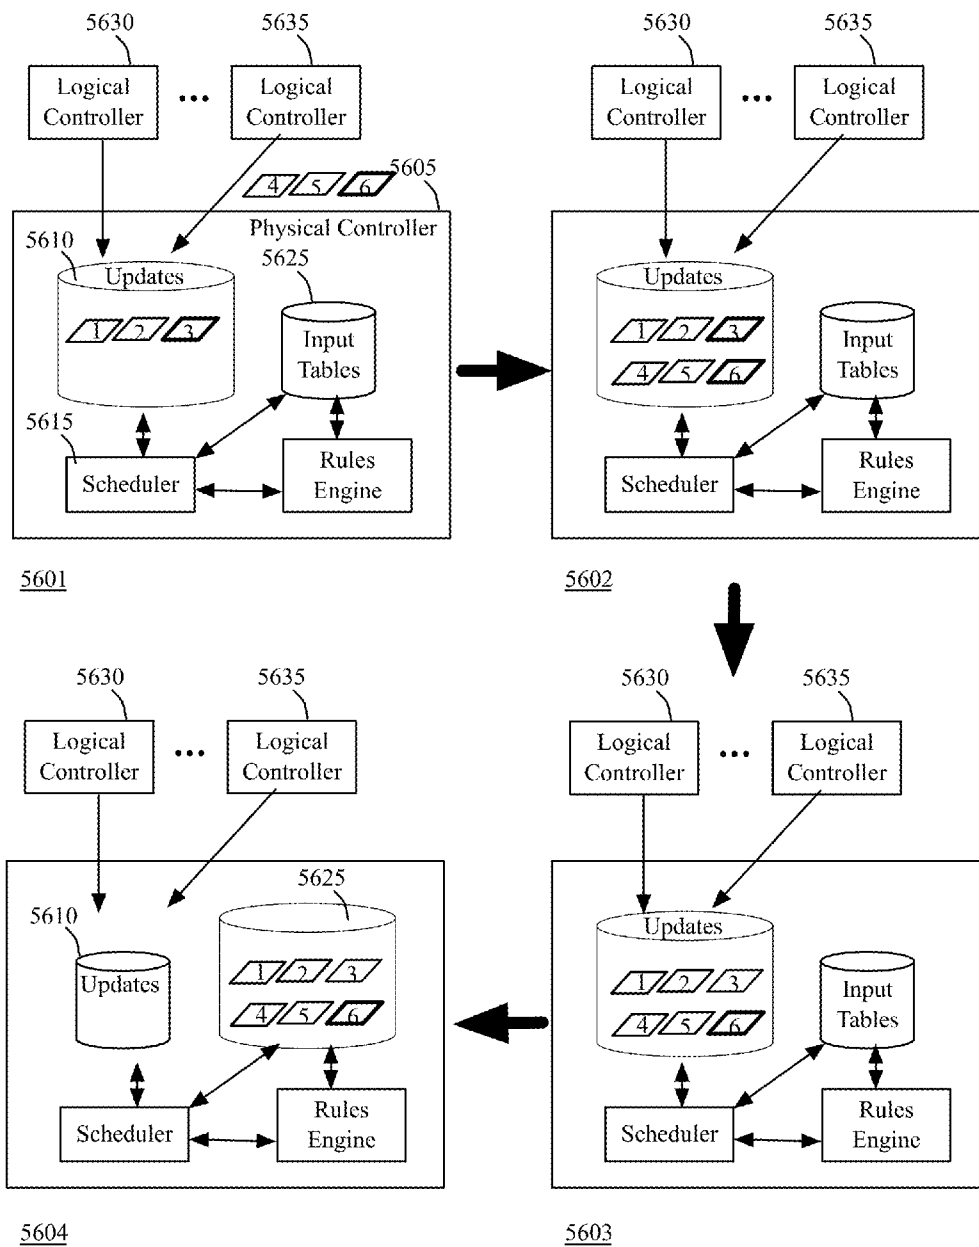 5630
5635
Logical
Controller
...
Logical
Controller
4 5 6
5605
Physical Controller
5610
5625
Updates
1 2 3
Input
Tables
5615
Scheduler
Rules
Engine
5601
5630
5635
Logical
Controller
...
Logical
Controller
Updates
1 2 3
4 5 6
Input
Tables
Scheduler
Rules
Engine
5602
5630
5635
Logical
Controller
...
Logical
Controller
5625
5610
Updates
1 2 3
4 5 6
Scheduler
Rules
Engine
5604
5630
5635
Logical
Controller
...
Logical
Controller
Updates
1 2 3
4 5 6
Input
Tables
Scheduler
Rules
Engine
5603